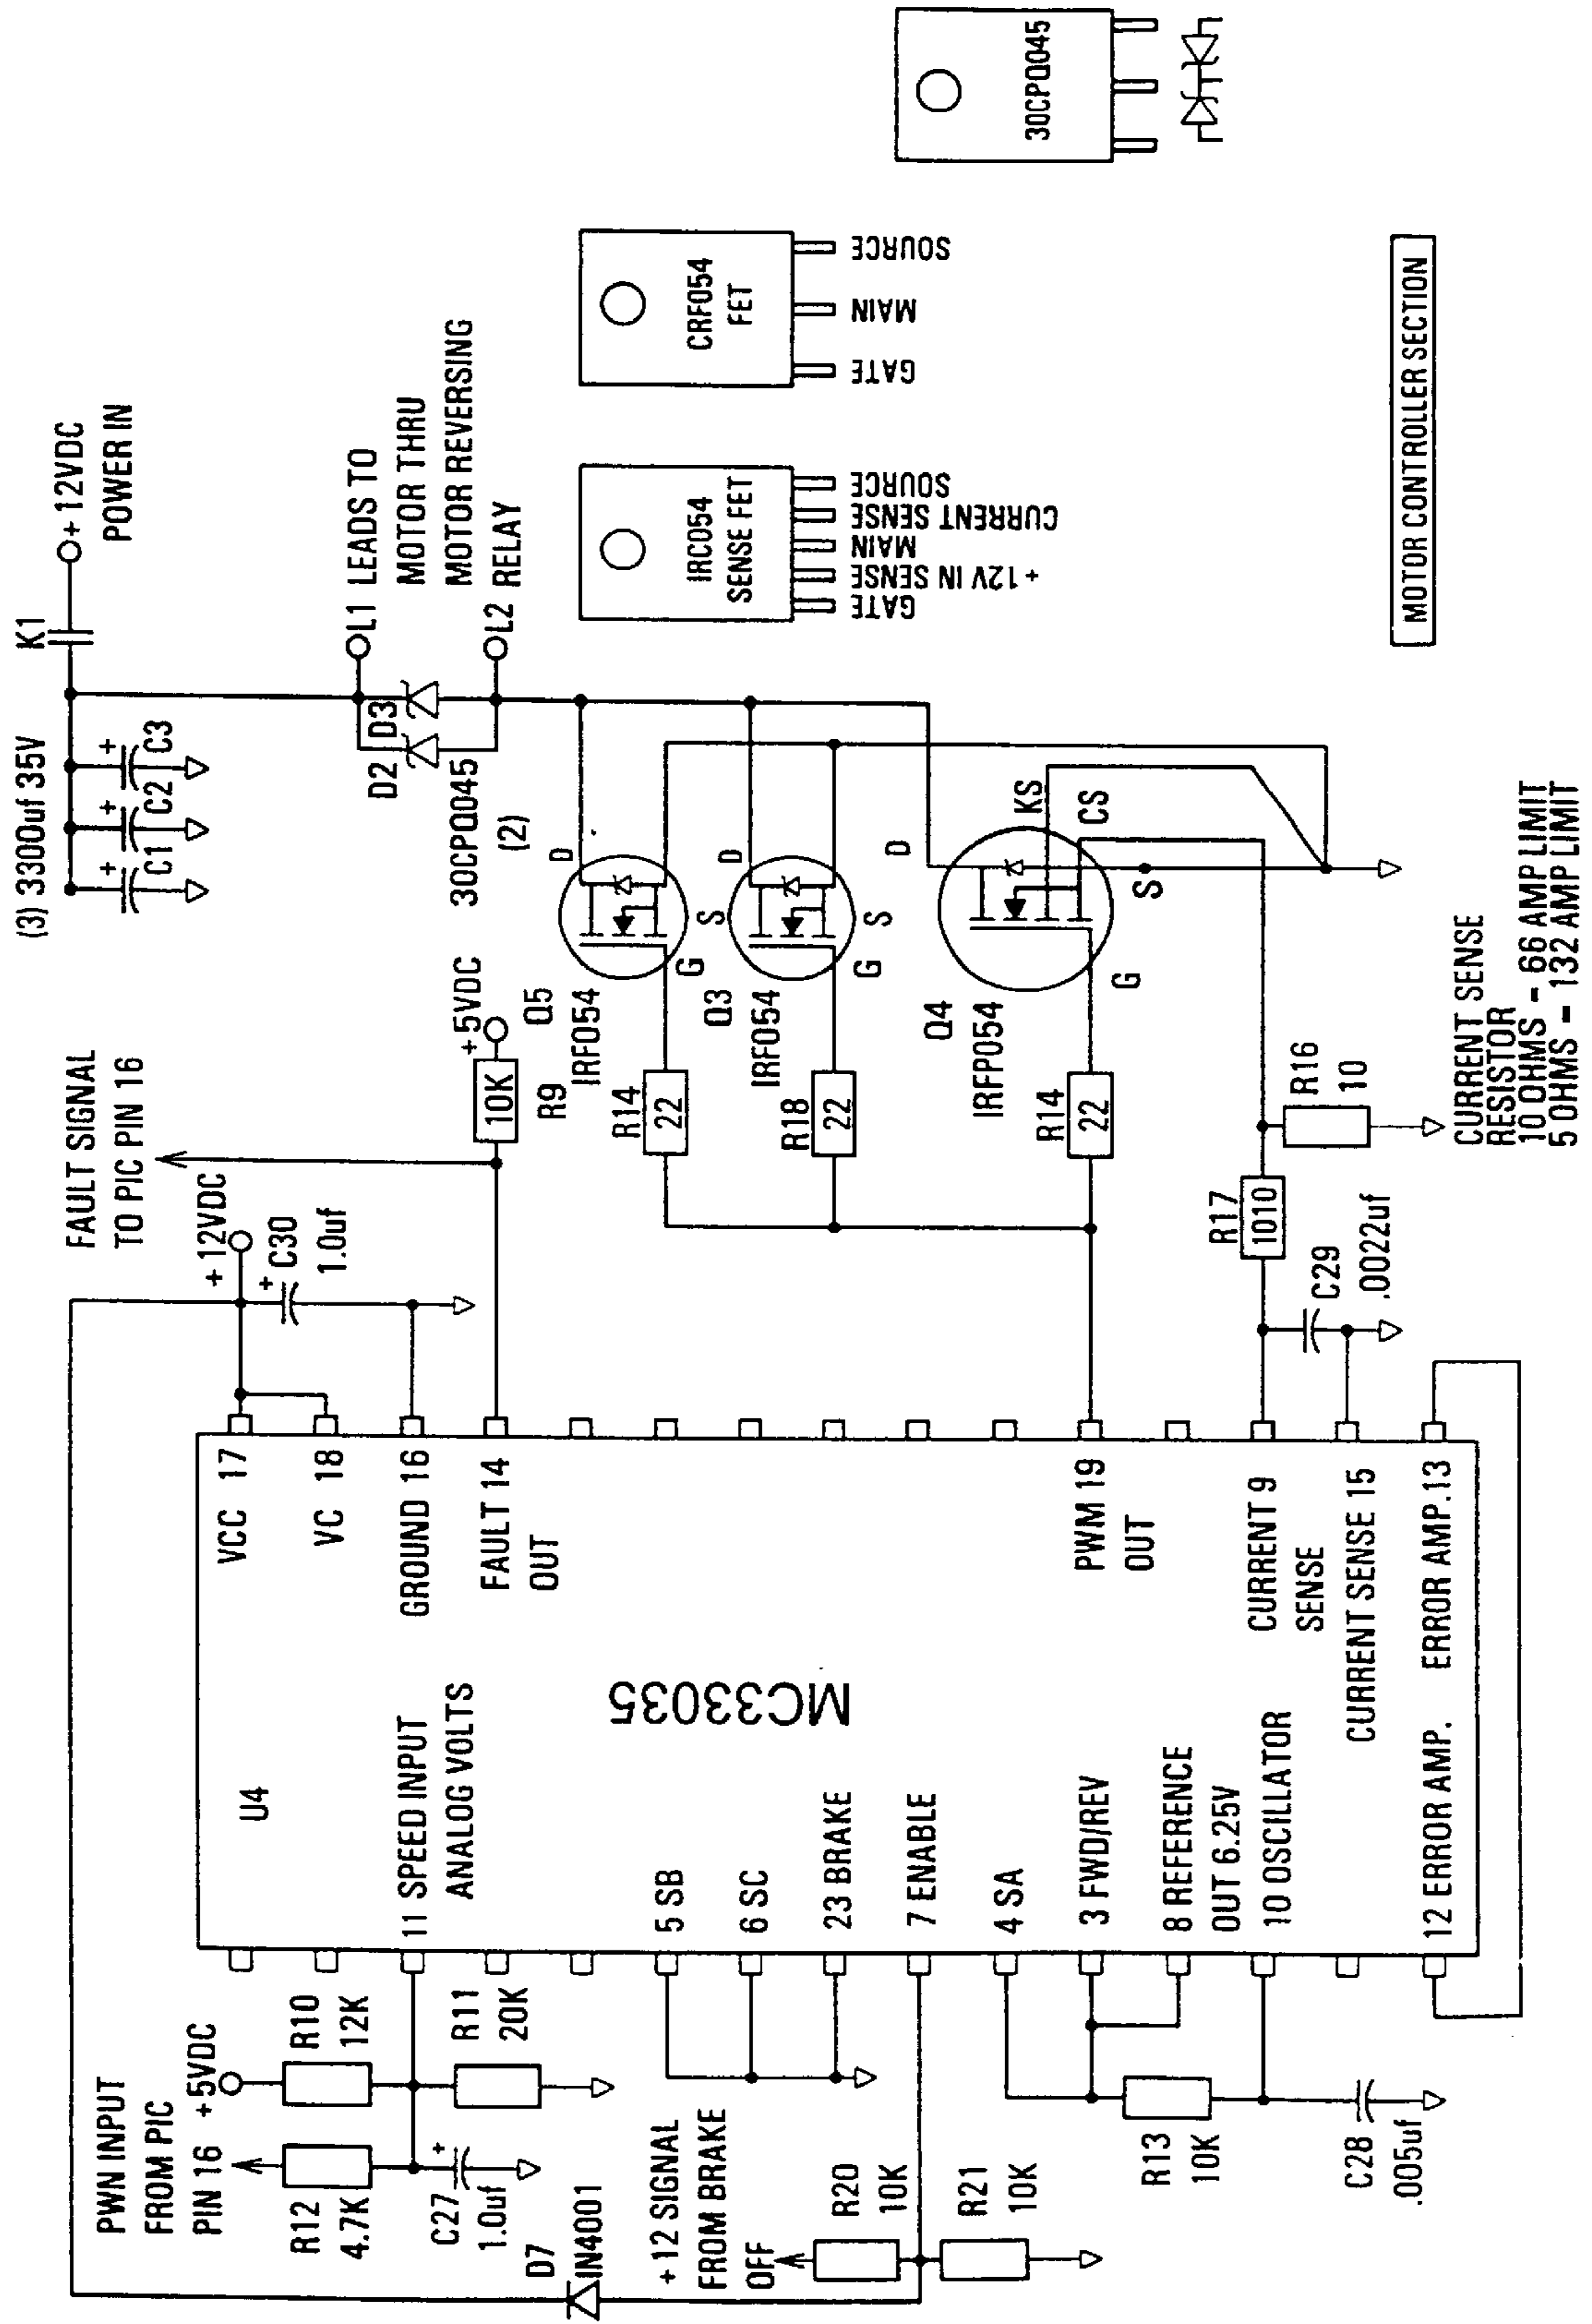 (3) 3300uf 35V
K1
+12VDC
POWER IN
C1
C2
C3
+
+
+
L1 LEADS TO
MOTOR THRU
MOTOR REVERSING
L2 RELAY
D2
D3
30CPQ045
(2)
FAULT SIGNAL
TO PIC PIN 16
+12VDC
+
C30
1.0uf
+5VDC
10K
R9
Q5
IRF054
R14
22
D
S
G
Q3
IRF054
R18
22
D
S
G
Q4
IRFP054
R14
22
D
KS
CS
S
G
R17
1010
R16
10
C29
.0022uf
CURRENT SENSE
RESISTOR
10 OHMS - 66 AMP LIMIT
5 OHMS - 132 AMP LIMIT
IRC054
SENSE FET
GATE
+12V IN SENSE
MAIN
CURRENT SENSE
SOURCE
CRF054
FET
GATE
MAIN
SOURCE
30CPQ045
MOTOR CONTROLLER SECTION
U4
MC33035
VCC 17
VC 18
GROUND 16
FAULT 14
OUT
PWM 19
OUT
CURRENT 9
SENSE
CURRENT SENSE 15
ERROR AMP.13
11 SPEED INPUT
ANALOG VOLTS
5 SB
6 SC
23 BRAKE
7 ENABLE
4 SA
3 FWD/REV
8 REFERENCE
OUT 6.25V
10 OSCILLATOR
12 ERROR AMP.
PWN INPUT
FROM PIC
PIN 16
+5VDC
R10
12K
R11
20K
R12
4.7K
C27
+
1.0uf
D7
IN4001
+12 SIGNAL
FROM BRAKE
OFF
R20
10K
R21
10K
R13
10K
C28
.005uf